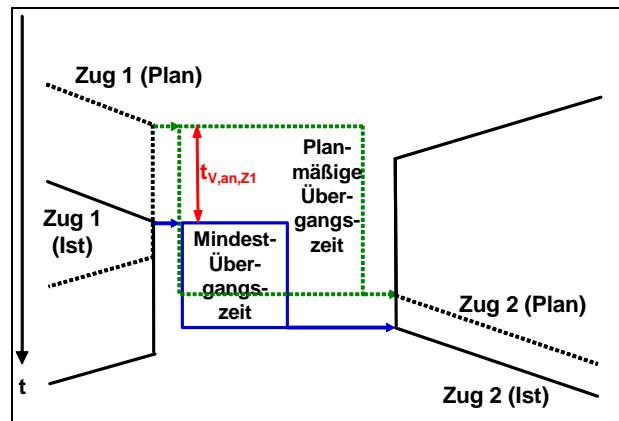 Zug 1 (Plan)
t_V,an,Z1
Plan-
mäßige
Über-
gangs-
zeit
Zug 1
(Ist)
Mindest-
Über-
gangs-
zeit
Zug 2 (Plan)
t
Zug 2 (Ist)